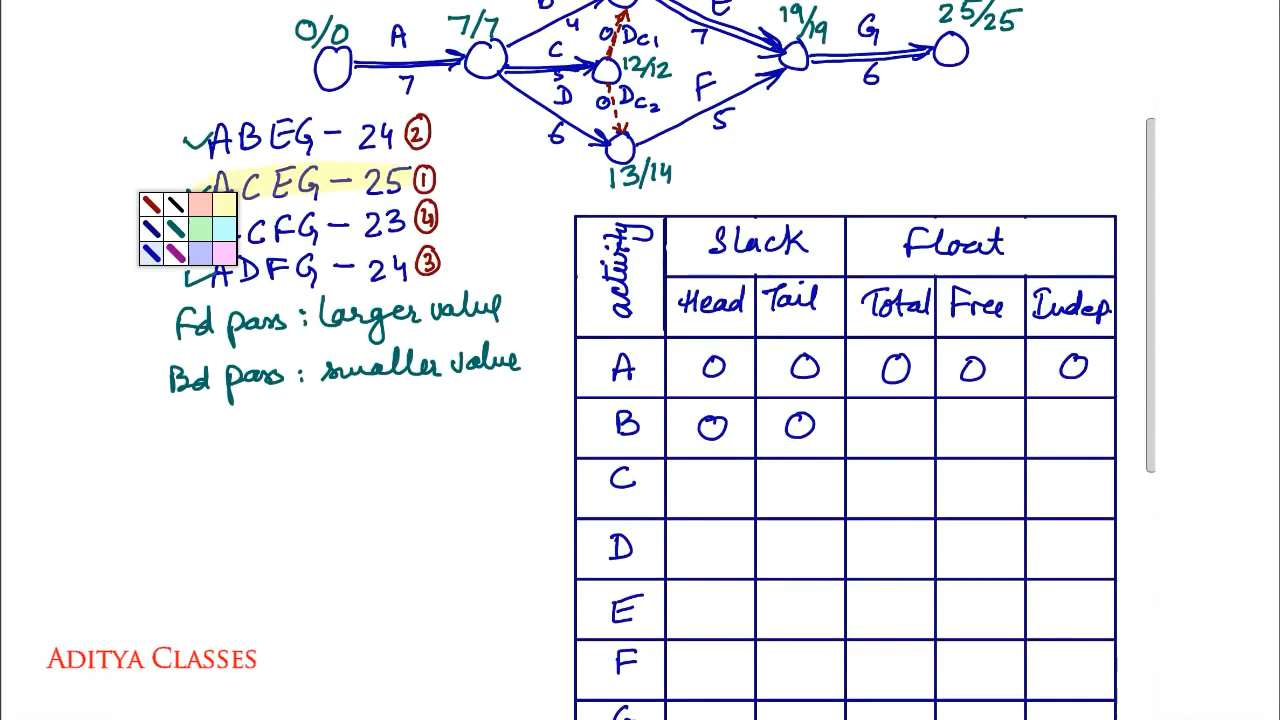 B
4
E
7
19/19
G
6
25/25
0/0
A
7
7/7
C
5
0 Dc1
12/12
D
6
0 Dc2
F
5
13/14
ABEG - 24 2
ACEG - 25 1
CFG - 23 4
ADFG - 24 3
Fd pass : Larger value
Bd pass : smaller value
activity Slack Float
Head Tail Total Free Indep.
A 0 0 0 0 0
B 0 0
C
D
E
F
G
ADITYA CLASSES